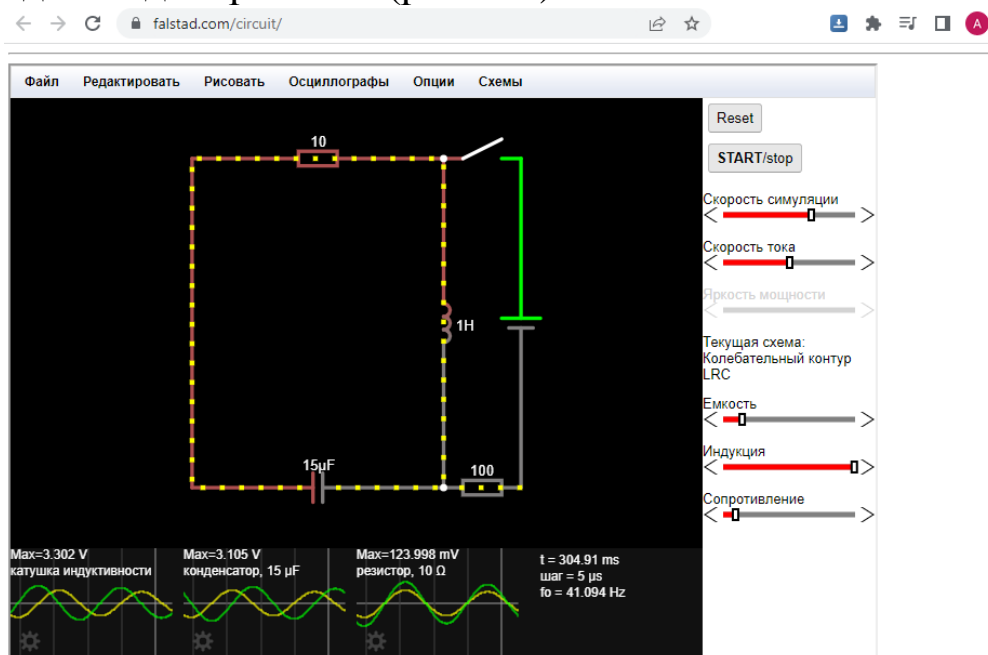 falstad.com/circuit/
A
Файл Редактировать Рисовать Осциллографы Опции Схемы
Reset
START/stop
Скорость симуляции
Скорость тока
Яркость мощности
Текущая схема:
Колебательный контур
LRC
Емкость
Индукция
Сопротивление
10
1H
15µF
100
Max=3.302 V
катушка индуктивности
Max=3.105 V
конденсатор, 15 µF
Max=123.998 mV
резистор, 10 Ω
t = 304.91 ms
шаг = 5 µs
fo = 41.094 Hz